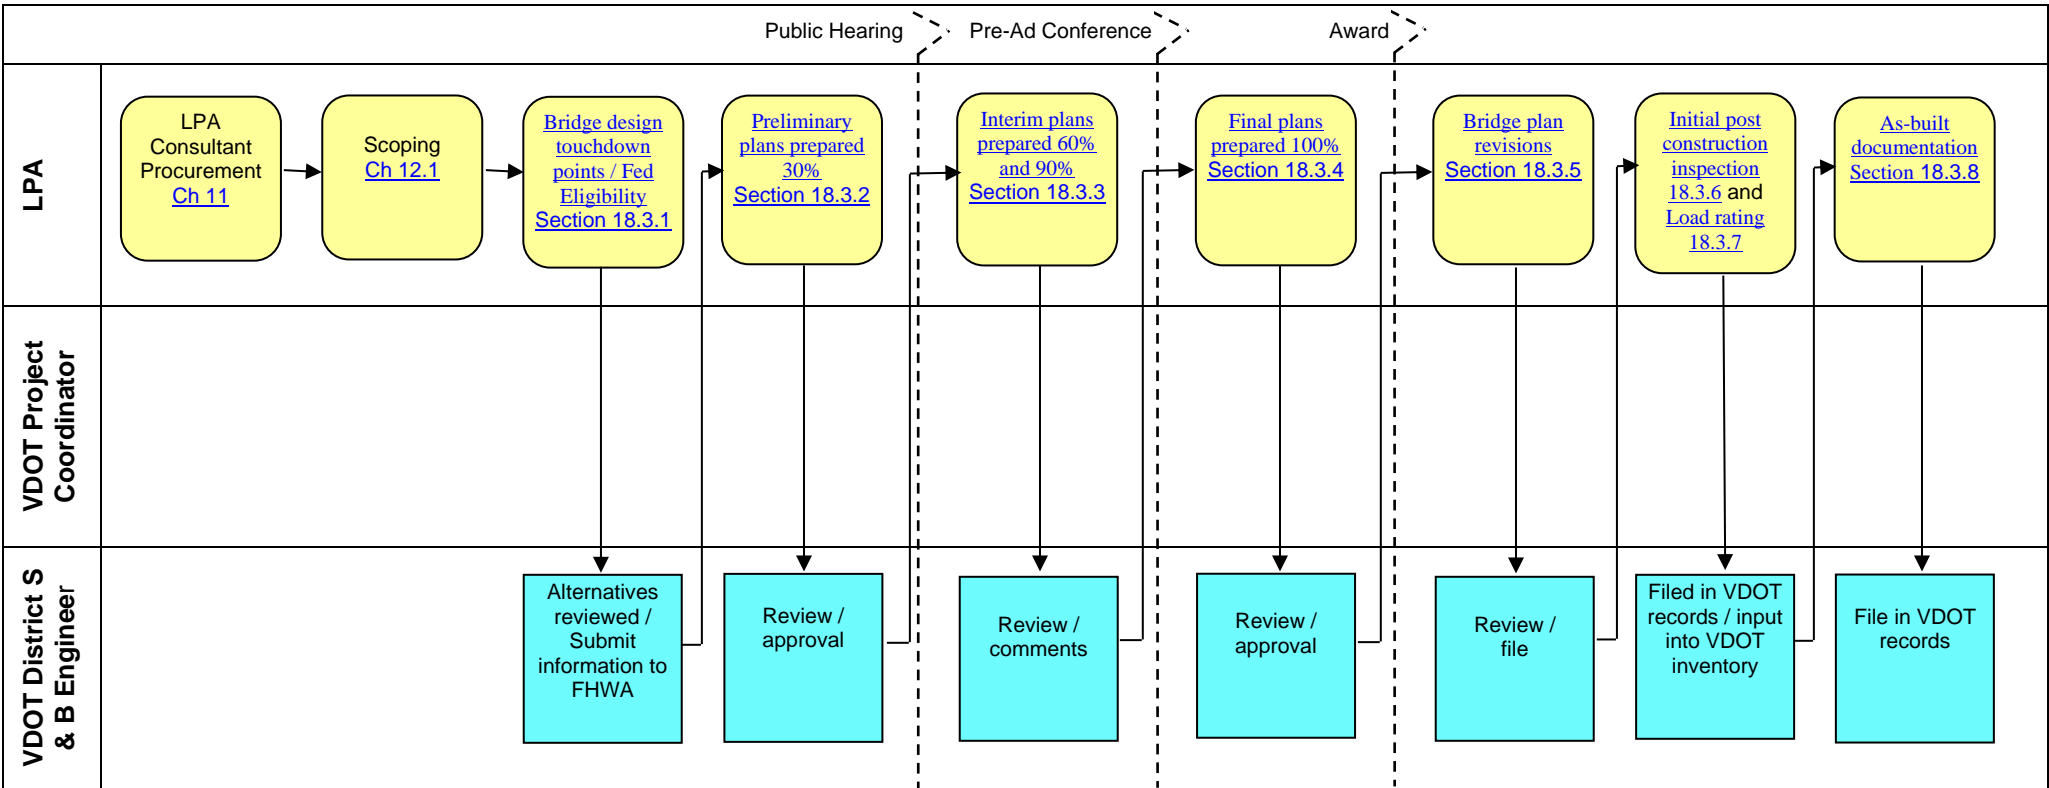 Public Hearing
Pre-Ad Conference
Award
LPA
LPA
Consultant
Procurement
Ch 11
Scoping
Ch 12.1
Bridge design
touchdown
points / Fed
Eligibility
Section 18.3.1
Preliminary
plans prepared
30%
Section 18.3.2
Interim plans
prepared 60%
and 90%
Section 18.3.3
Final plans
prepared 100%
Section 18.3.4
Bridge plan
revisions
Section 18.3.5
Initial post
construction
inspection
18.3.6 and
Load rating
18.3.7
As-built
documentation
Section 18.3.8
VDOT Project
Coordinator
VDOT District S
& B Engineer
Alternatives
reviewed /
Submit
information to
FHWA
Review /
approval
Review /
comments
Review /
approval
Review /
file
Filed in VDOT
records / input
into VDOT
inventory
File in VDOT
records